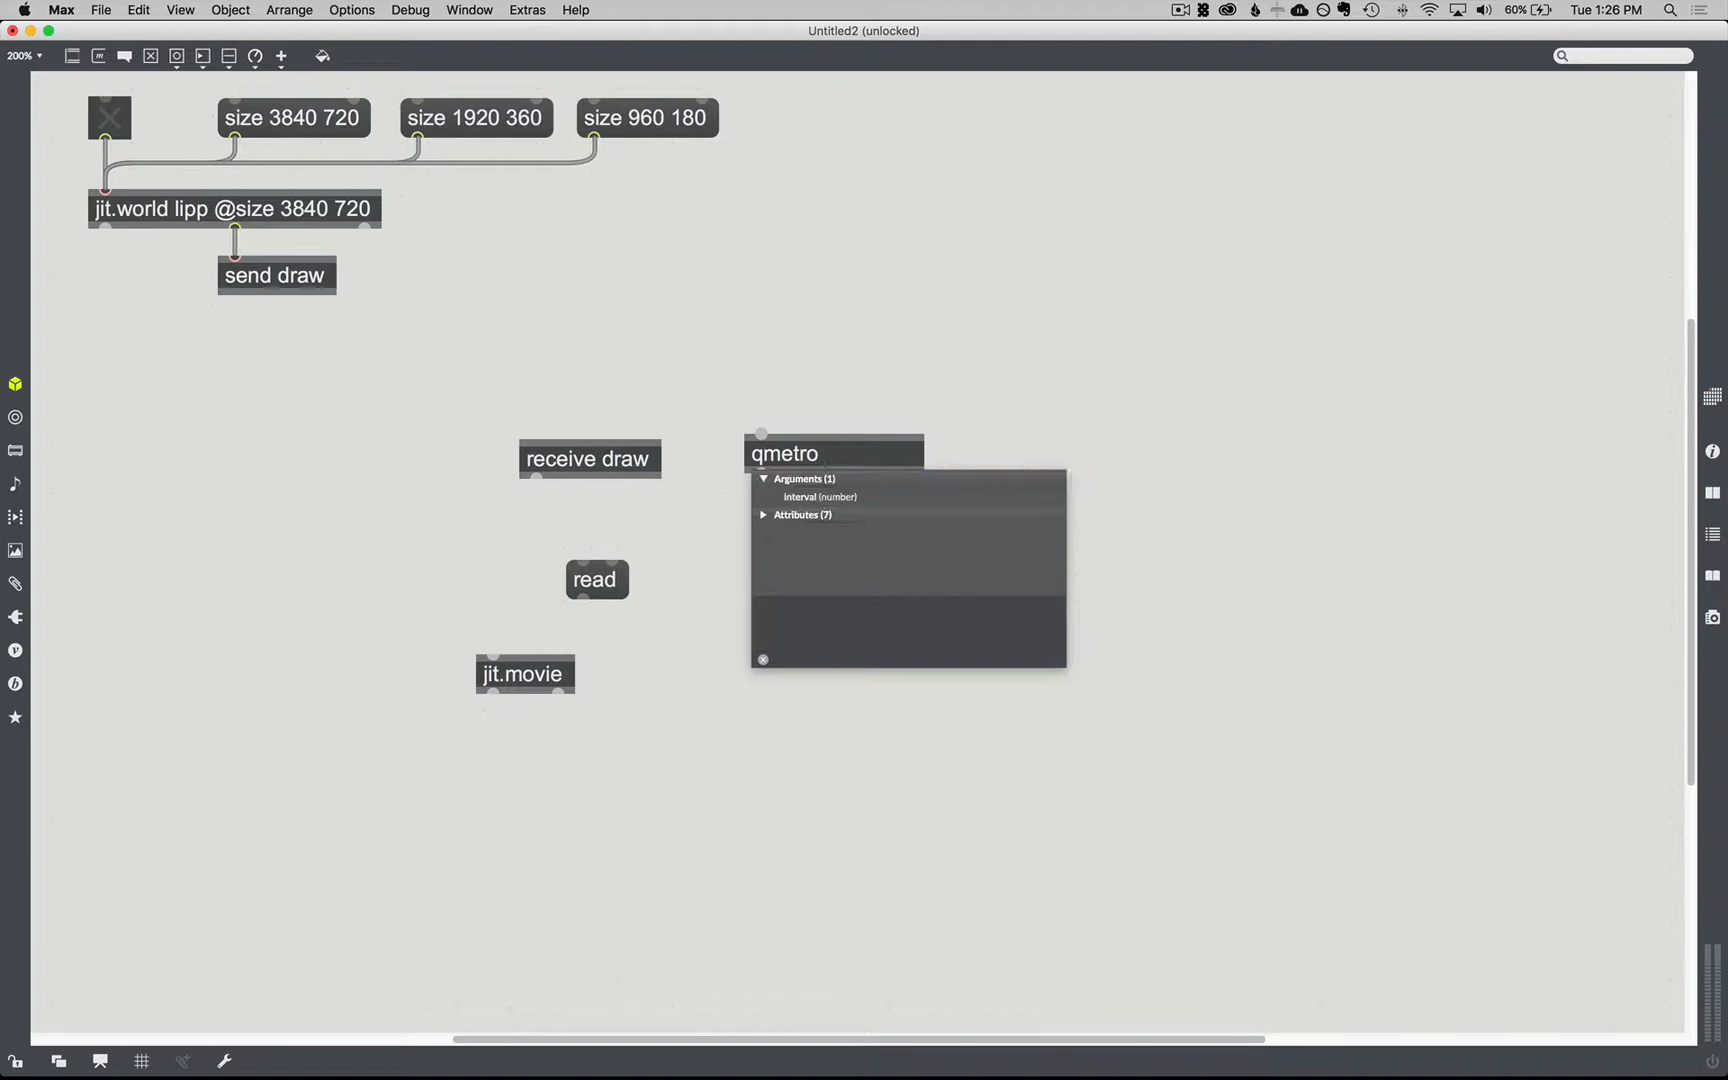 Max File Edit View Object Arrange Options Debug Window Extras Help 60% Tue 1:26 PM
Untitled2 (unlocked)
200%
size 3840 720 size 1920 360 size 960 180
jit.world lipp @size 3840 720
send draw
receive draw qmetro
Arguments (1)
interval (number)
Attributes (7)
read
jit.movie